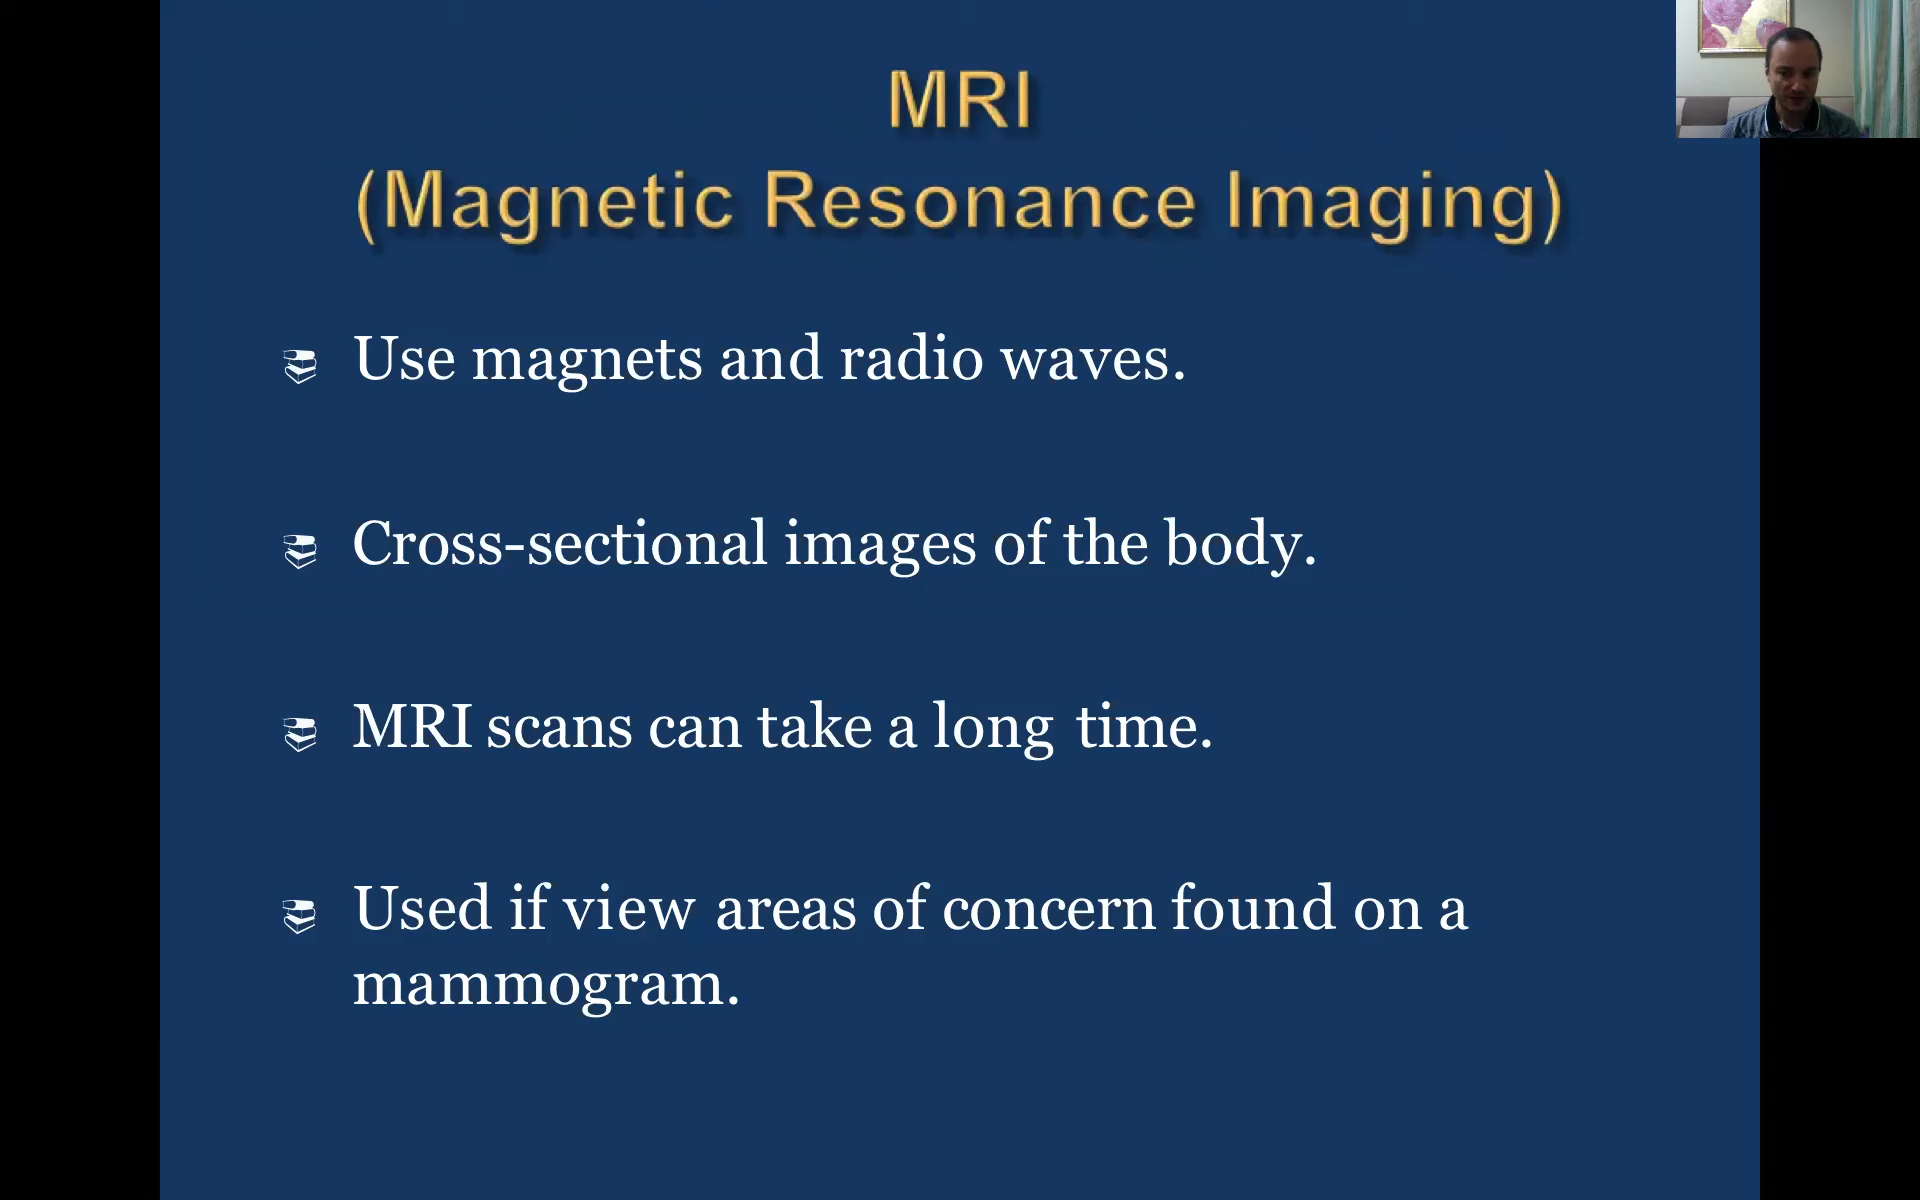 MRI
(Magnetic Resonance Imaging)
Use magnets and radio waves.
Cross-sectional images of the body.
MRI scans can take a long time.
Used if view areas of concern found on a
mammogram.